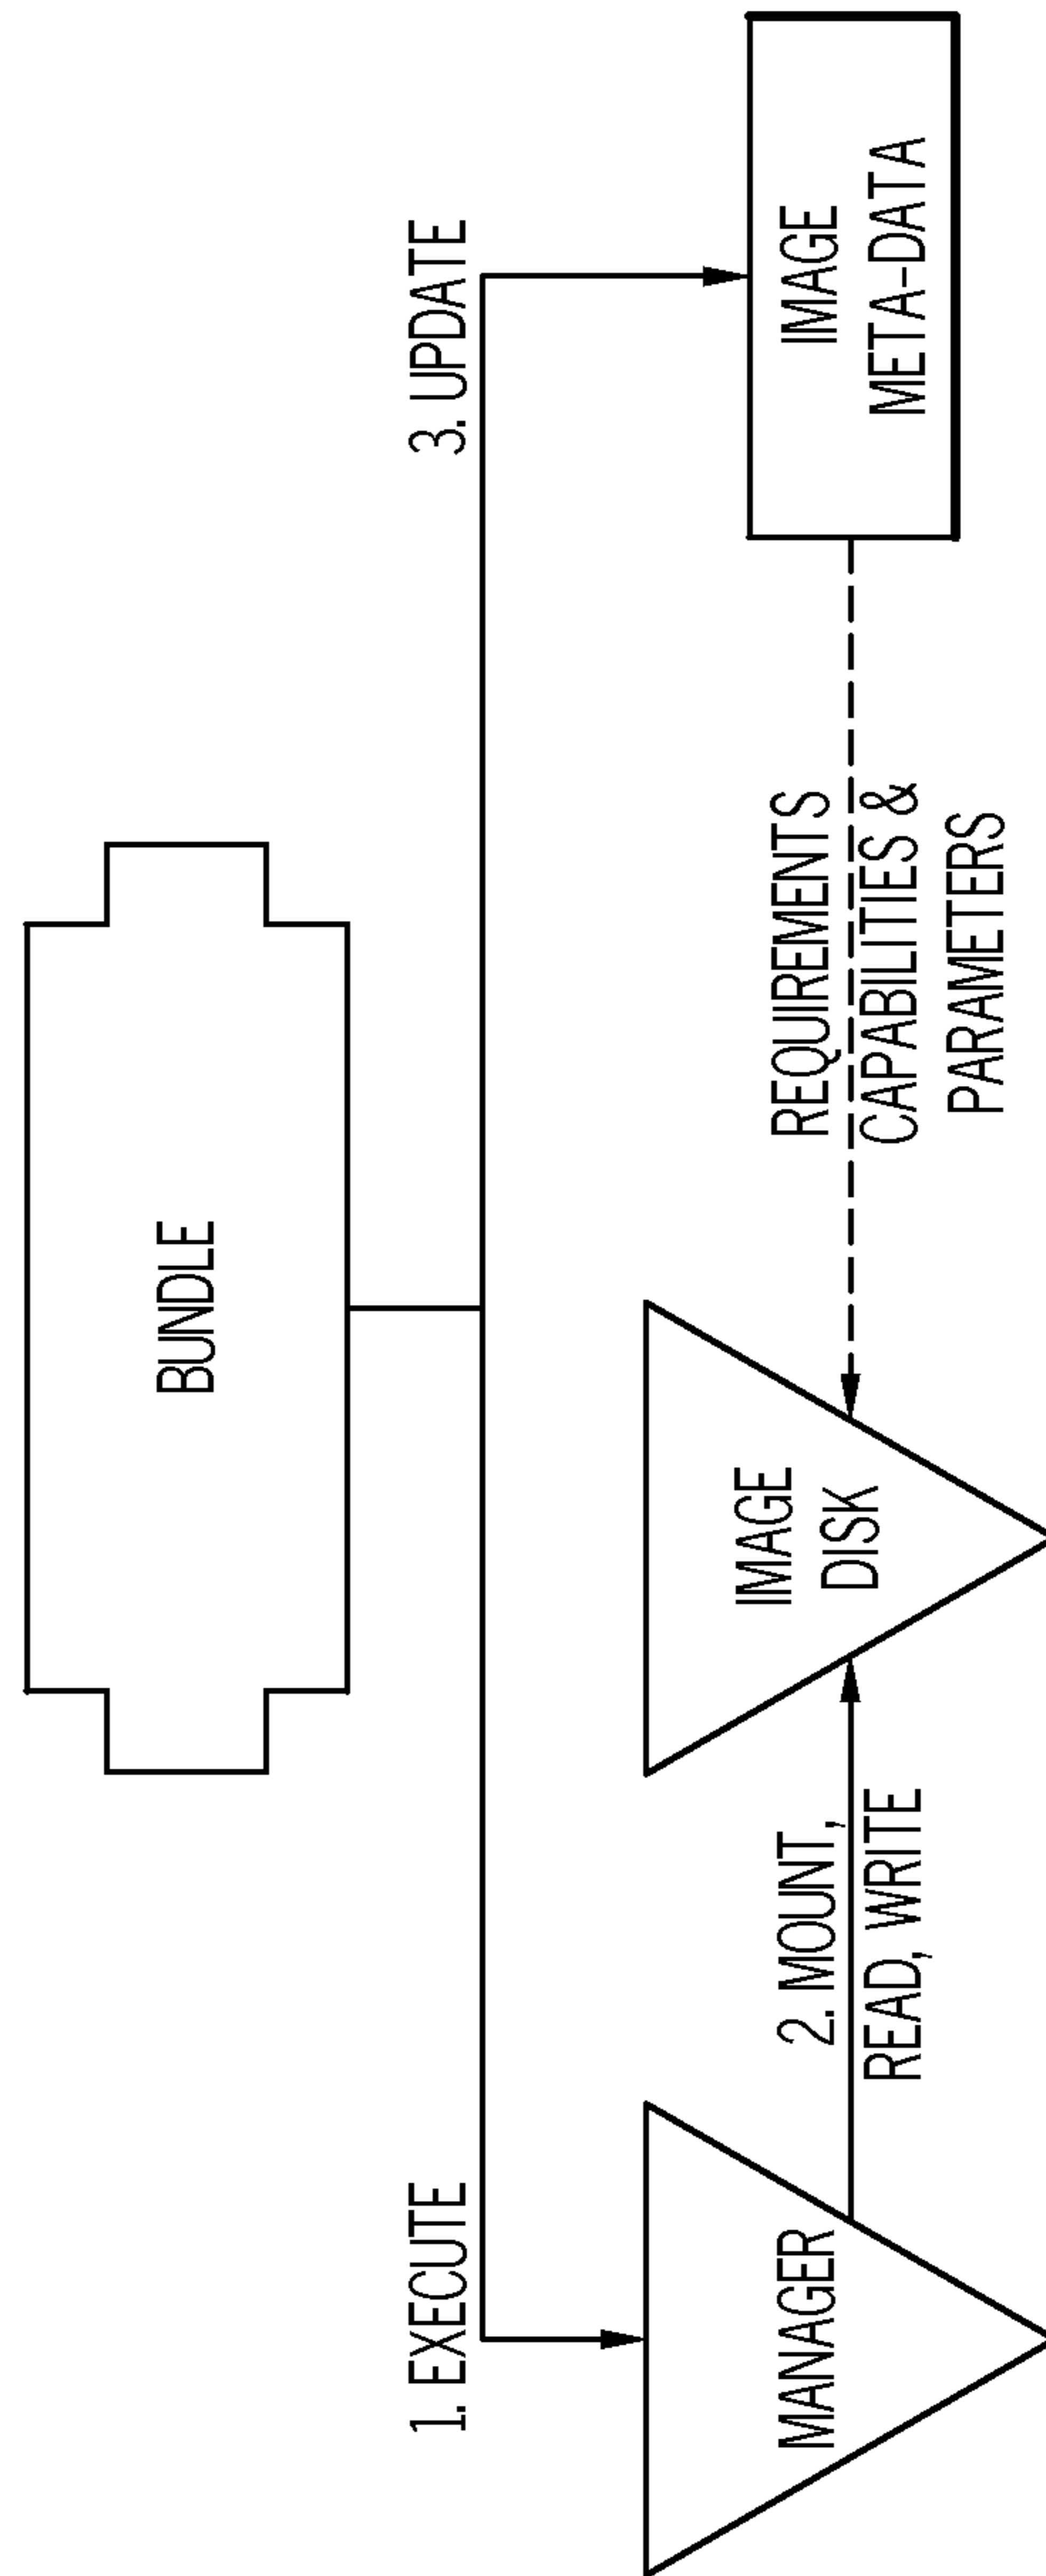 BUNDLE
1. EXECUTE
3. UPDATE
MANAGER
2. MOUNT,
READ, WRITE
IMAGE
DISK
REQUIREMENTS
CAPABILITIES &
PARAMETERS
IMAGE
META-DATA